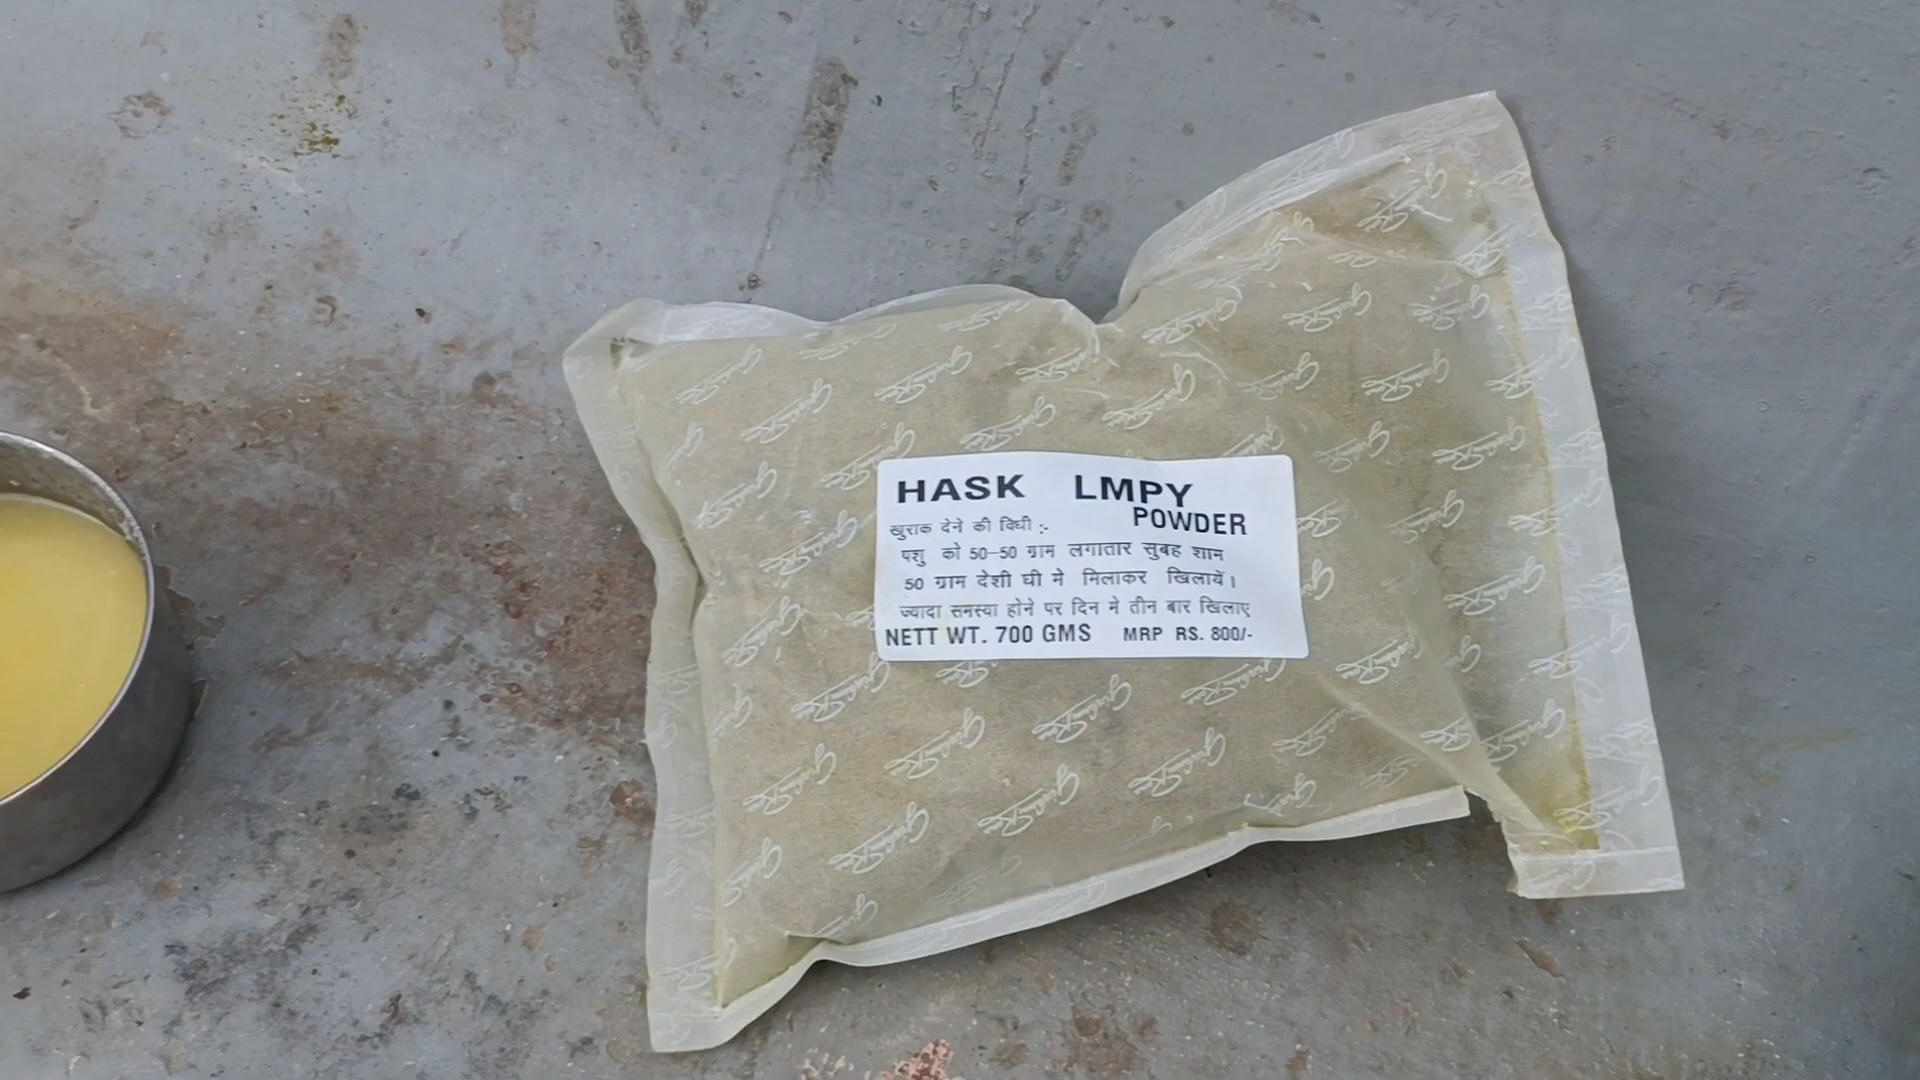 HASK LMPY
POWDER
खुराक देने की विधी :-
पशु को 50-50 ग्राम लगातार सुबह शाम
50 ग्राम देशी घी मे मिलाकर खिलायें।
ज्यादा समस्या होने पर दिन मे तीन बार खिलाए
NETT WT. 700 GMS MRP RS. 800/-